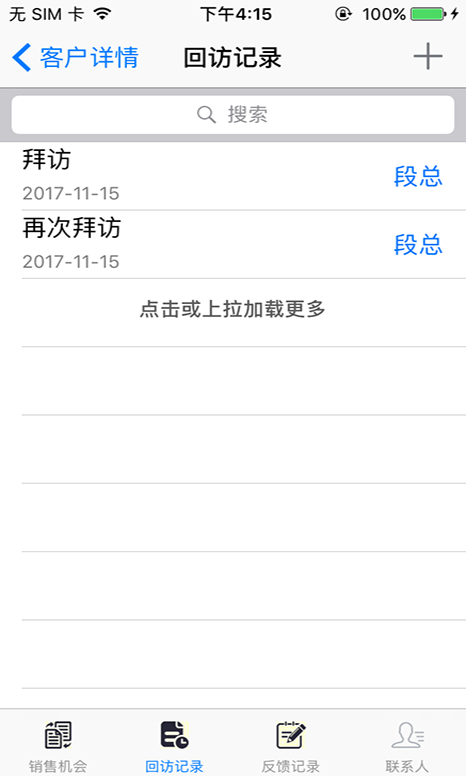 无 SIM 卡 下午4:15 100%
客户详情 回访记录
搜索
拜访
2017-11-15
段总
再次拜访
2017-11-15
段总
点击或上拉加载更多
销售机会 回访记录 反馈记录 联系人